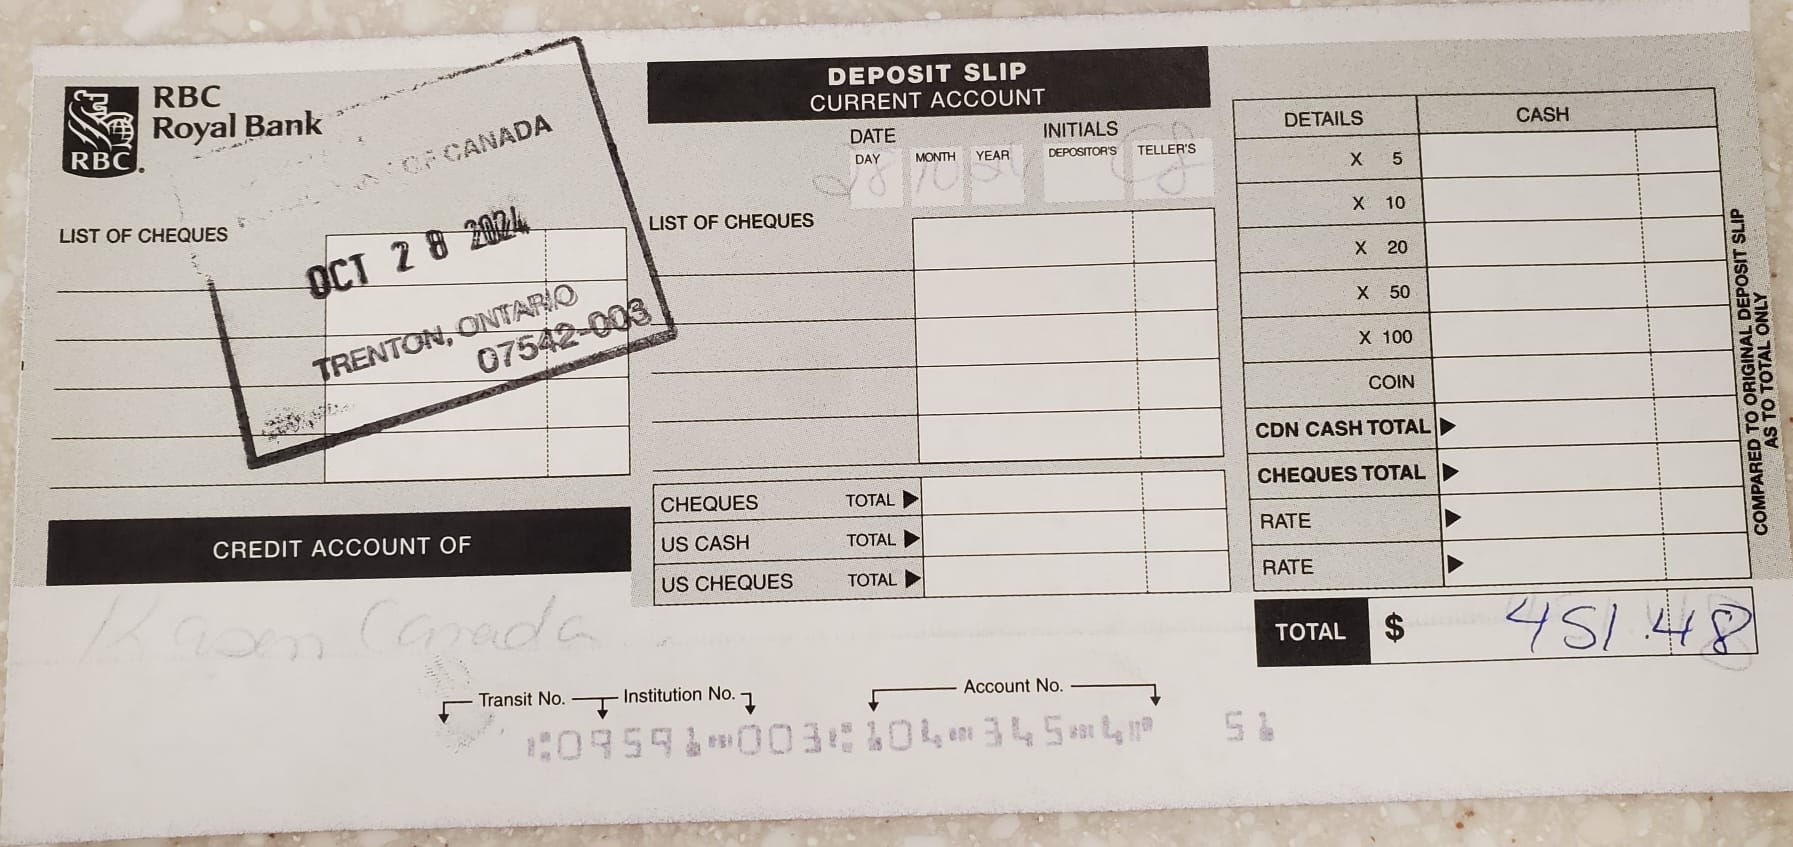 RBC
Royal Bank
RBC
OF CANADA
OCT 28 2024
TRENTON, ONTARIO
07542-003
LIST OF CHEQUES
CREDIT ACCOUNT OF
Kasen Canada
DEPOSIT SLIP
CURRENT ACCOUNT
DATE INITIALS
DAY MONTH YEAR DEPOSITOR'S TELLER'S
28 10 24
LIST OF CHEQUES
CHEQUES TOTAL
US CASH TOTAL
US CHEQUES TOTAL
DETAILS CASH
X 5
X 10
X 20
X 50
X 100
COIN
CDN CASH TOTAL
CHEQUES TOTAL
RATE
RATE
TOTAL $ 451.48
COMPARED TO ORIGINAL DEPOSIT SLIP
AS TO TOTAL ONLY
Transit No. Institution No. Account No.
⑆09591⑉003⑆104⑉345⑉4⑈ 51